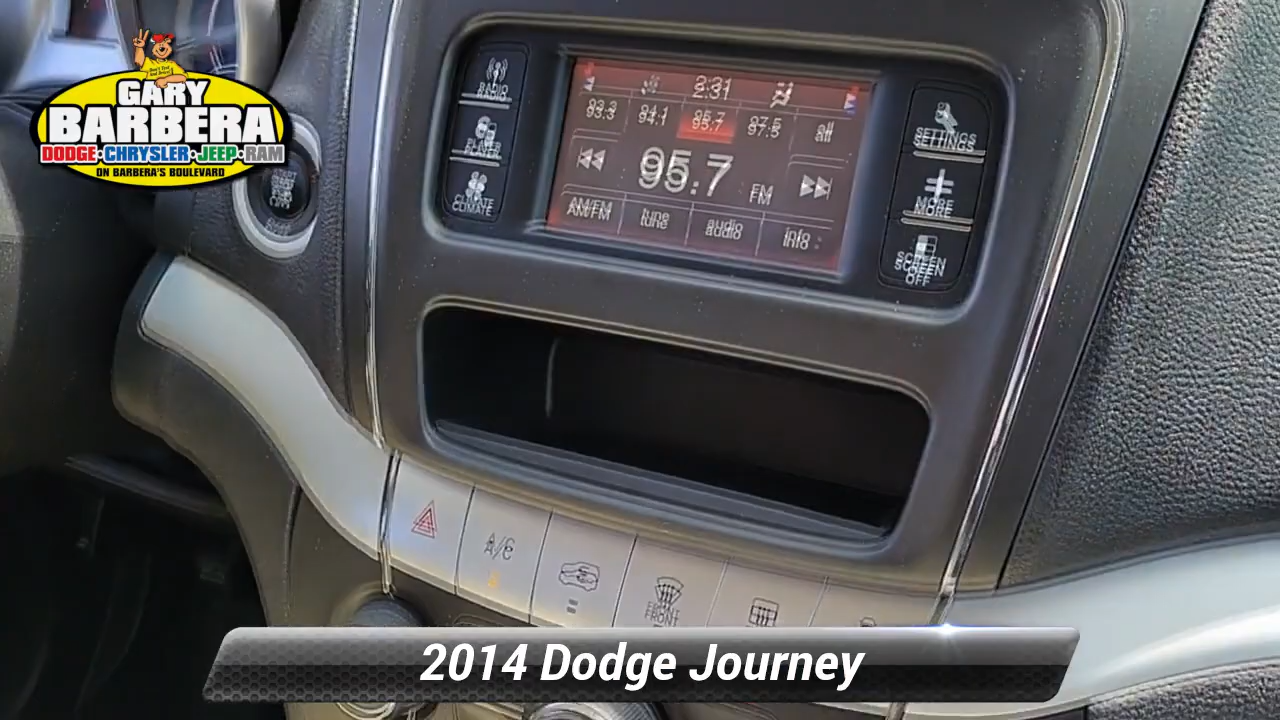 GARY
BARBERA
DODGE•CHRYSLER•JEEP•RAM
ON BARBERA'S BOULEVARD
RADIO
PLAYER
CLIMATE
2:31
93.3 94.1 95.7 97.5 all
95.7 FM
AM/FM tune audio info
SETTINGS
MORE
SCREEN
OFF
A/C
FRONT
2014 Dodge Journey